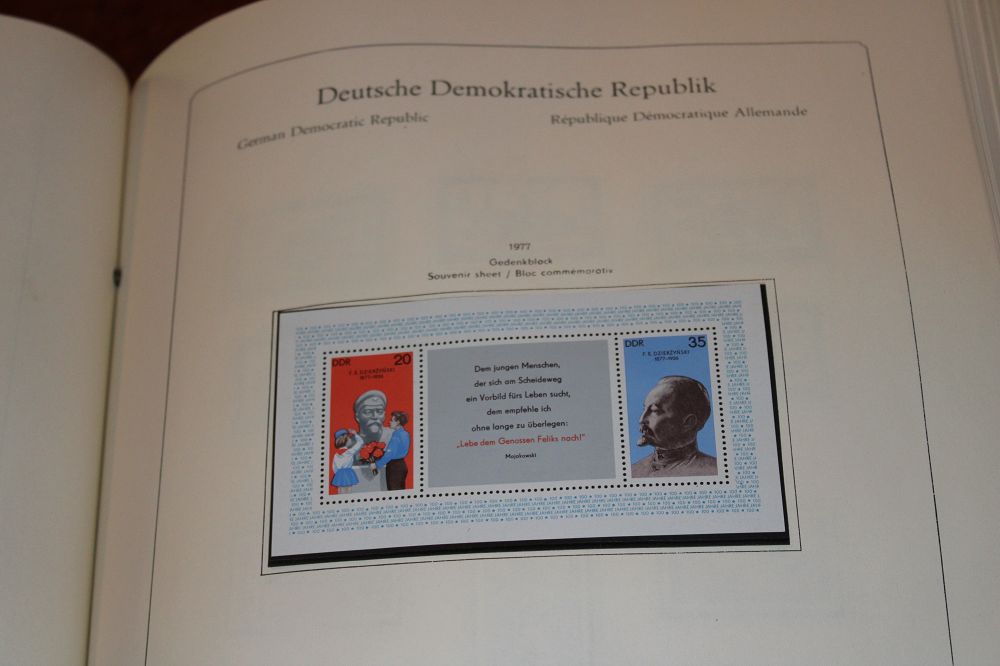 Deutsche Demokratische Republik
German Democratic Republic
République Démocratique Allemande
1977
Gedenkblock
Souvenir sheet / Bloc commémoratif
DDR 20
F. E. DZIERZYŃSKI
1877-1926
Dem jungen Menschen,
der sich am Scheideweg
ein Vorbild fürs Leben sucht,
dem empfehle ich
ohne lange zu überlegen:
"Lebe dem Genossen Feliks nach!"
Majakowski
DDR 35
F. E. DZIERZYŃSKI
1877-1926